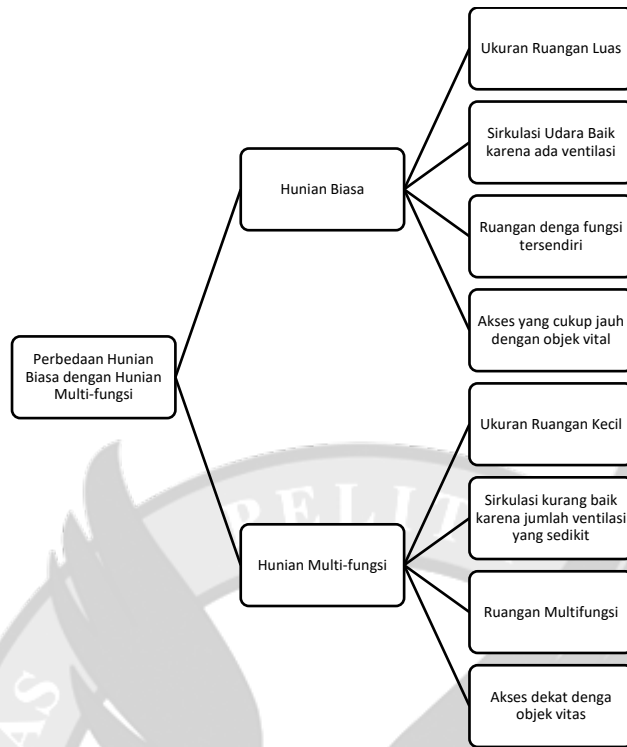 Perbedaan Hunian
Biasa dengan Hunian
Multi-fungsi
Hunian Biasa
Ukuran Ruangan Luas
Sirkulasi Udara Baik
karena ada ventilasi
Ruangan denga fungsi
tersendiri
Akses yang cukup jauh
dengan objek vital
Hunian Multi-fungsi
Ukuran Ruangan Kecil
Sirkulasi kurang baik
karena jumlah ventilasi
yang sedikit
Ruangan Multifungsi
Akses dekat denga
objek vitas